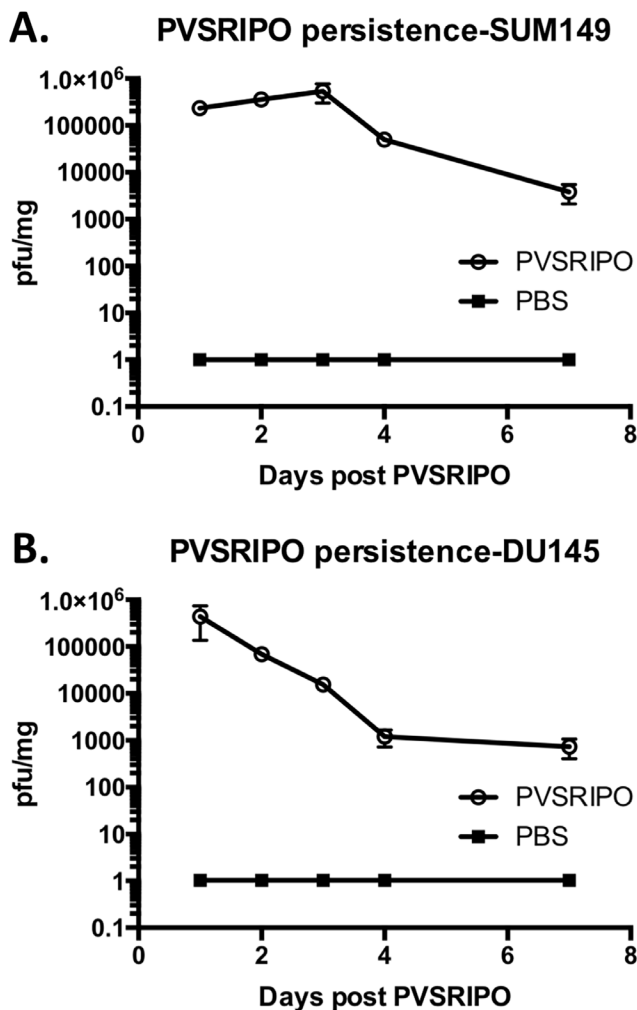 A.
PVSRIPO persistence-SUM149
1.0×10⁶
100000
10000
1000
100
10
1
0.1
pfu/mg
PVSRIPO
PBS
0 2 4 6 8
Days post PVSRIPO
B.
PVSRIPO persistence-DU145
1.0×10⁶
100000
10000
1000
100
10
1
0.1
pfu/mg
PVSRIPO
PBS
0 2 4 6 8
Days post PVSRIPO